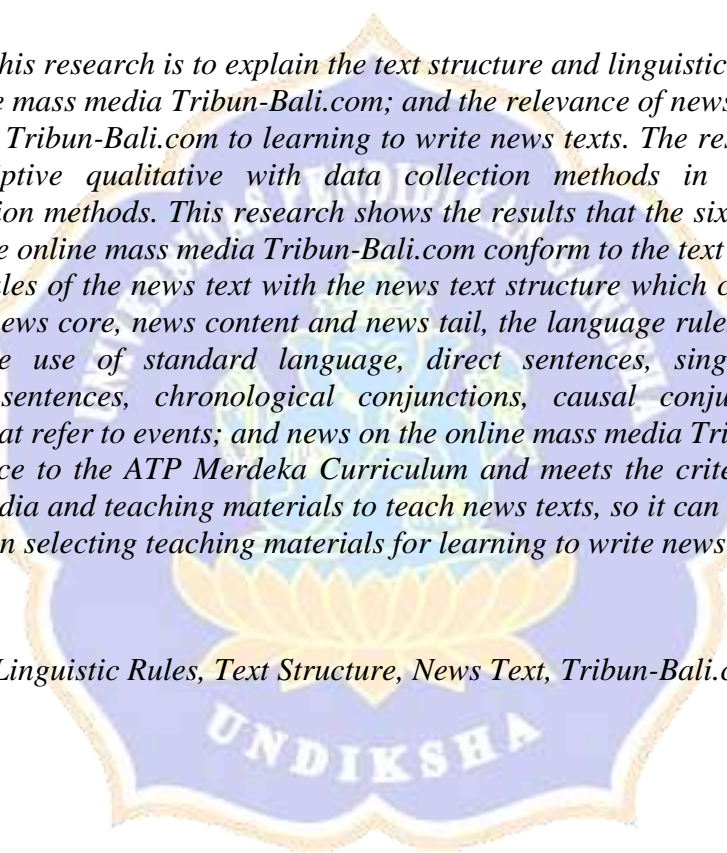 his research is to explain the text structure and linguistic
e mass media Tribun-Bali.com; and the relevance of news
Tribun-Bali.com to learning to write news texts. The res
iptive qualitative with data collection methods in
ion methods. This research shows the results that the six
e online mass media Tribun-Bali.com conform to the text
ules of the news text with the news text structure which c
ews core, news content and news tail, the language rule
e use of standard language, direct sentences, sing
sentences, chronological conjunctions, causal conju
at refer to events; and news on the online mass media Tri
ce to the ATP Merdeka Curriculum and meets the crite
dia and teaching materials to teach news texts, so it can
n selecting teaching materials for learning to write news
Linguistic Rules, Text Structure, News Text, Tribun-Bali.c
UNIVERSITAS PENDIDIKAN GANESHA
UNDIKSHA